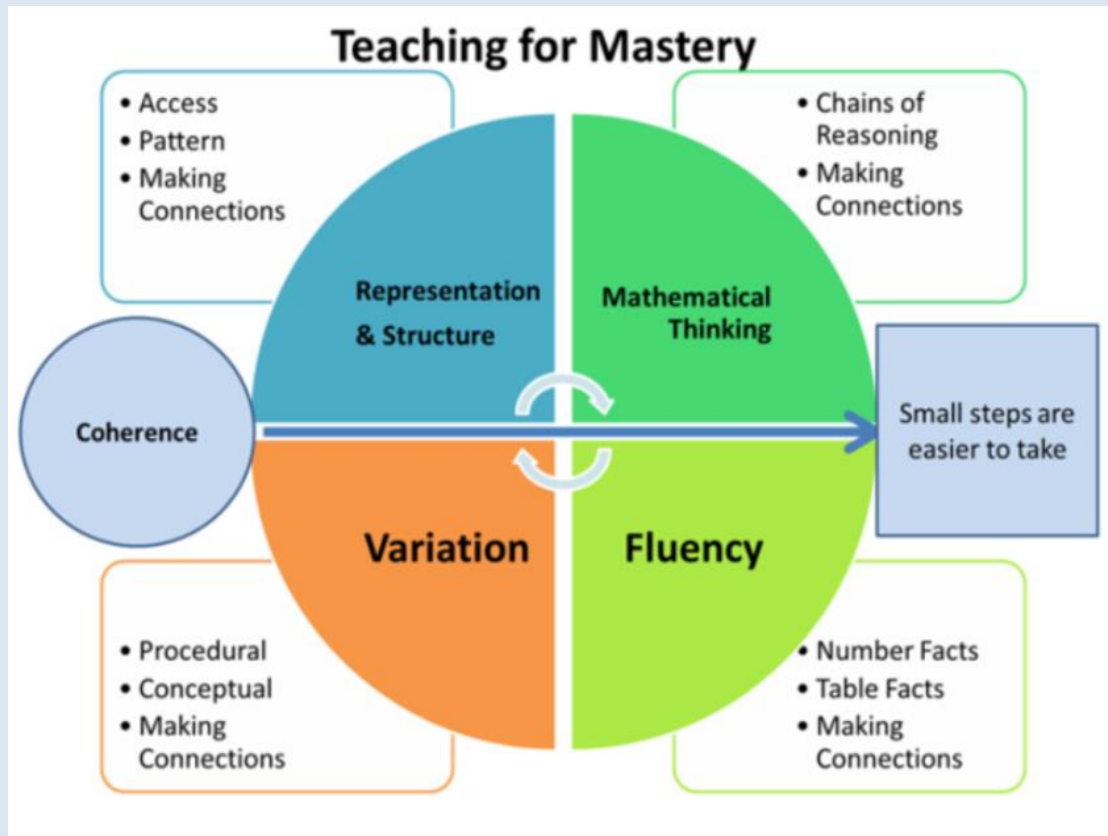 Teaching for Mastery
• Access
• Pattern
• Making
Connections
• Chains of
Reasoning
• Making
Connections
Representation
& Structure
Mathematical
Thinking
Coherence
Small steps are
easier to take
Variation
Fluency
• Procedural
• Conceptual
• Making
Connections
• Number Facts
• Table Facts
• Making
Connections